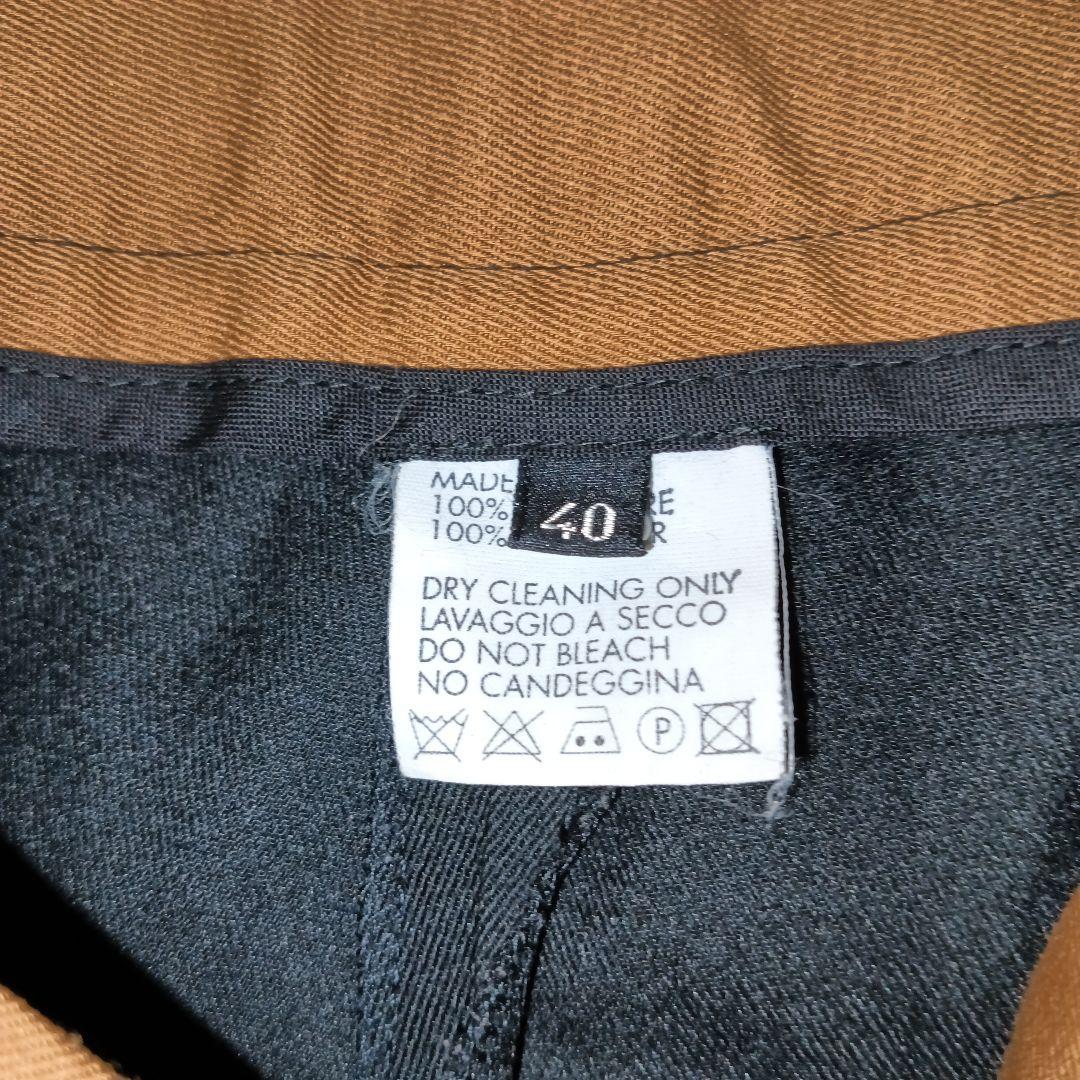 MADE
100%
100%
40
DRY CLEANING ONLY
LAVAGGIO A SECCO
DO NOT BLEACH
NO CANDEGGINA
P